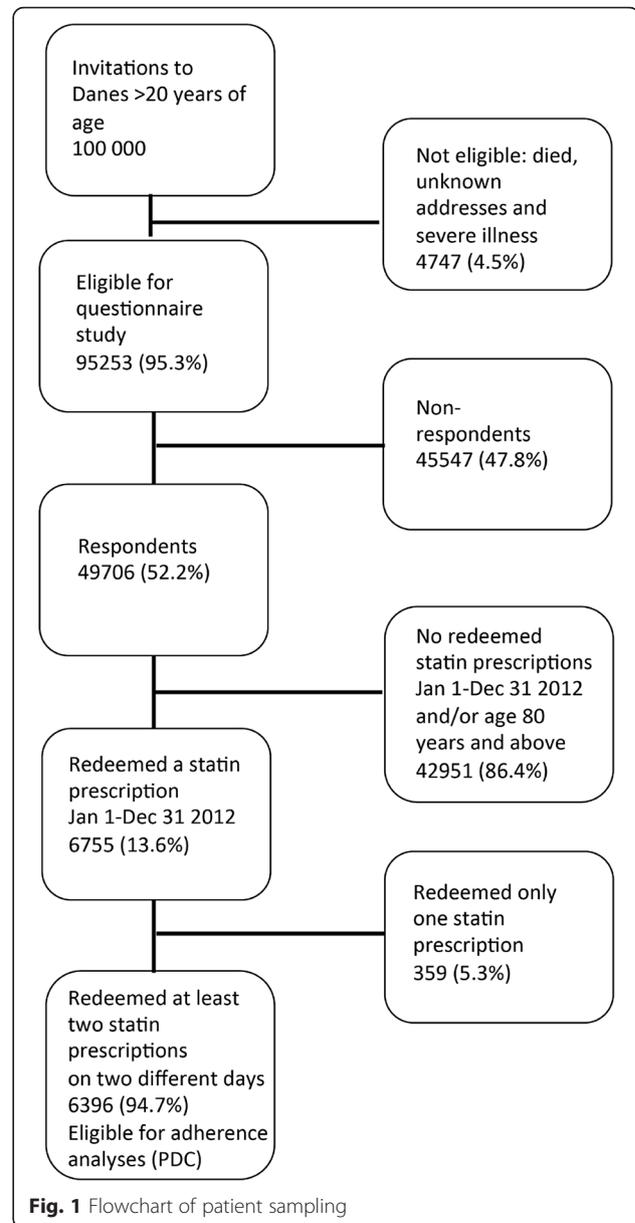 Invitations to
Danes >20 years of
age
100 000
Not eligible: died,
unknown
addresses and
severe illness
4747 (4.5%)
Eligible for
questionnaire
study
95253 (95.3%)
Non-
respondents
45547 (47.8%)
Respondents
49706 (52.2%)
No redeemed
statin prescriptions
Jan 1-Dec 31 2012
and/or age 80
years and above
42951 (86.4%)
Redeemed a statin
prescription
Jan 1-Dec 31 2012
6755 (13.6%)
Redeemed only
one statin
prescription
359 (5.3%)
Redeemed at least
two statin
prescriptions
on two different days
6396 (94.7%)
Eligible for adherence
analyses (PDC)
Fig. 1 Flowchart of patient sampling